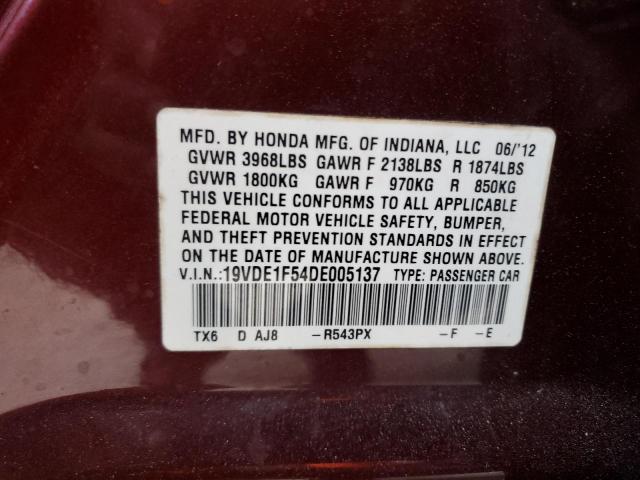 MFD. BY HONDA MFG. OF INDIANA, LLC 06/'12
GVWR 3968LBS GAWR F 2138LBS R 1874LBS
GVWR 1800KG GAWR F 970KG R 850KG
THIS VEHICLE CONFORMS TO ALL APPLICABLE
FEDERAL MOTOR VEHICLE SAFETY, BUMPER,
AND THEFT PREVENTION STANDARDS IN EFFECT
ON THE DATE OF MANUFACTURE SHOWN ABOVE.
V.I.N.:19VDE1F54DE005137 TYPE: PASSENGER CAR
TX6 D AJ8 –R543PX –F –E